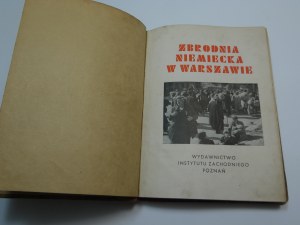 ZBRODNIA
NIEMIECKA
W WARSZAWIE
WYDAWNICTWO
INSTYTUTU ZACHODNIEGO
POZNAŃ